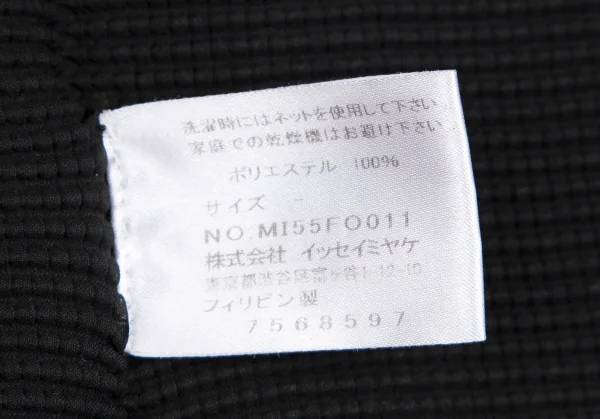 洗濯時にはネットを使用して下さい
家庭での乾燥機はお避け下さい
ポリエステル 100%
サイズ -
NO.MI55FO011
株式会社 イッセイミヤケ
東京都渋谷区富ヶ谷1-12-10
フィリピン製
7568597